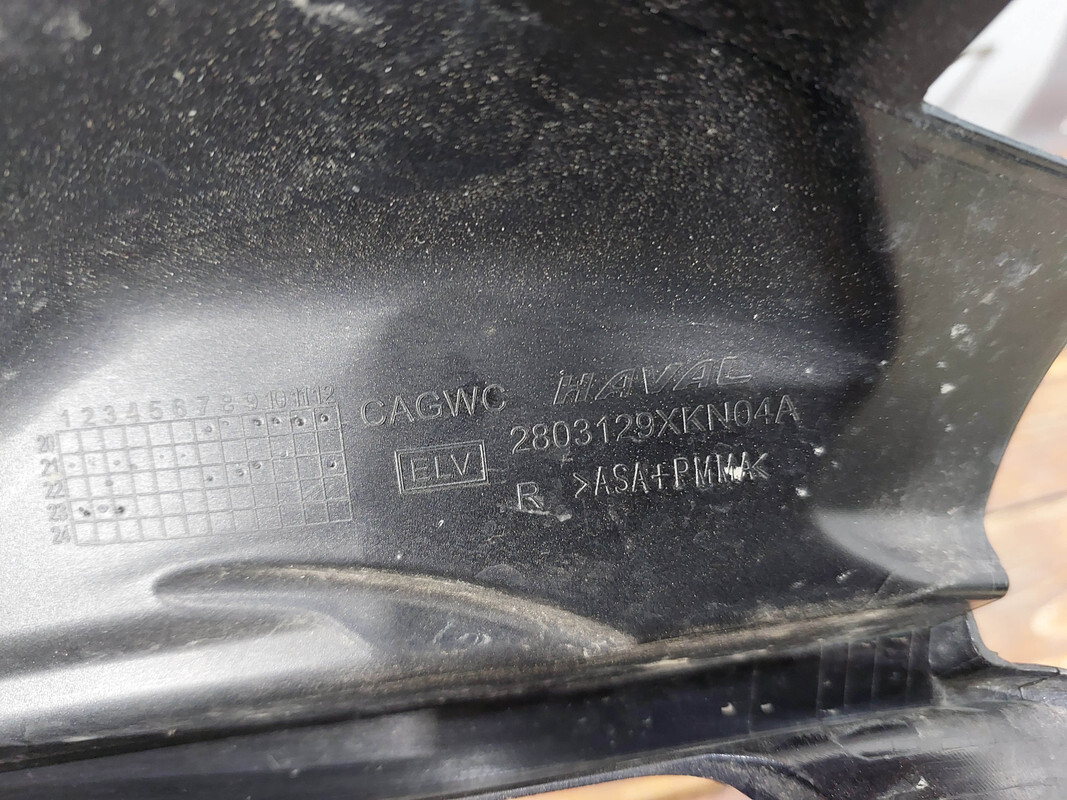 HAVAL
CAGWC
2803129XKN04A
ELV
R >ASA+PMMA<
1 2 3 4 5 6 7 8 9 10 11 12
20
21
22
23
24